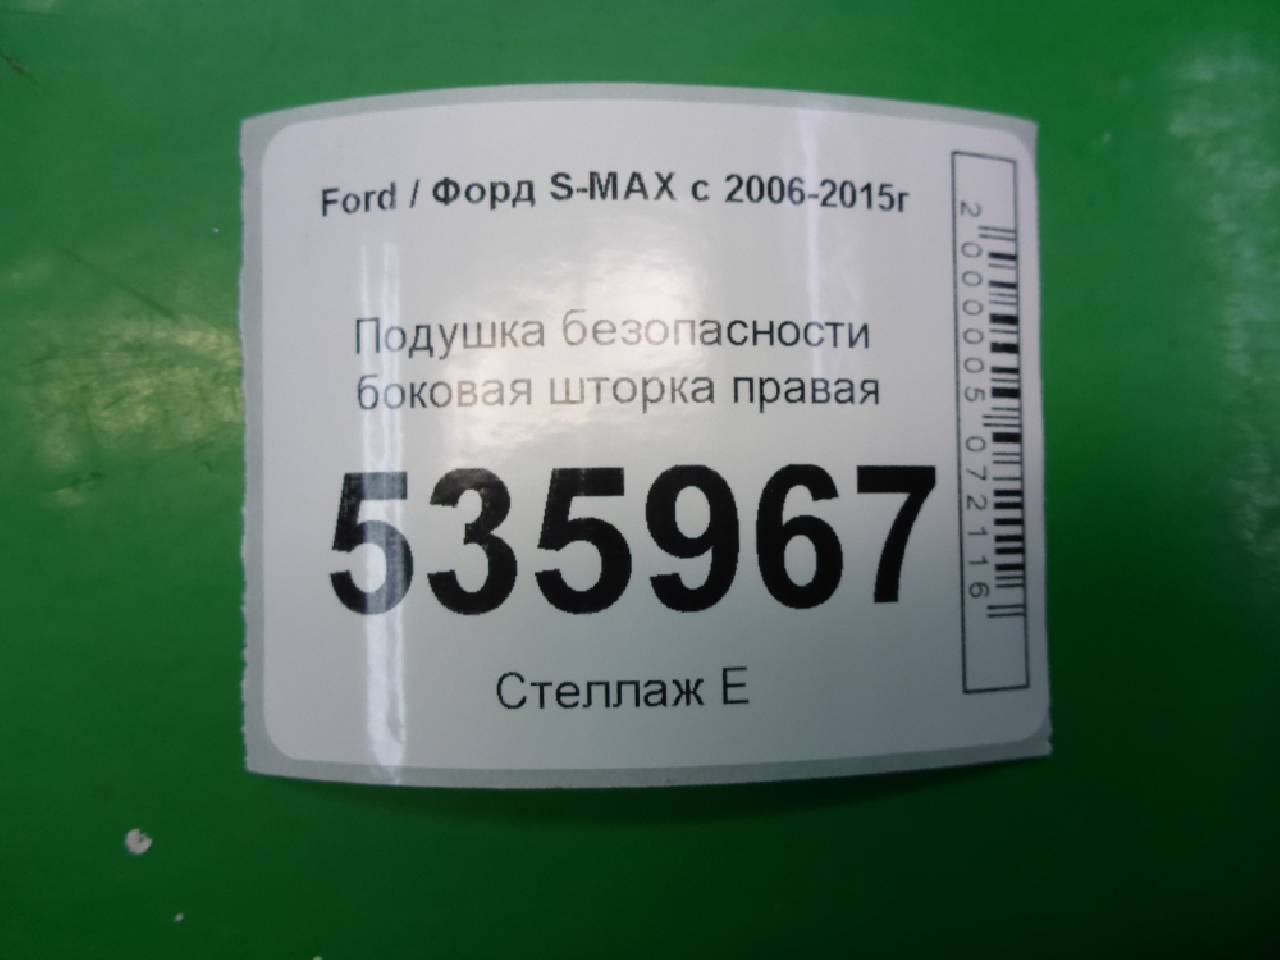 Ford / Форд S-MAX с 2006-2015г
Подушка безопасности
боковая шторка правая
535967
Стеллаж Е
2000005072116